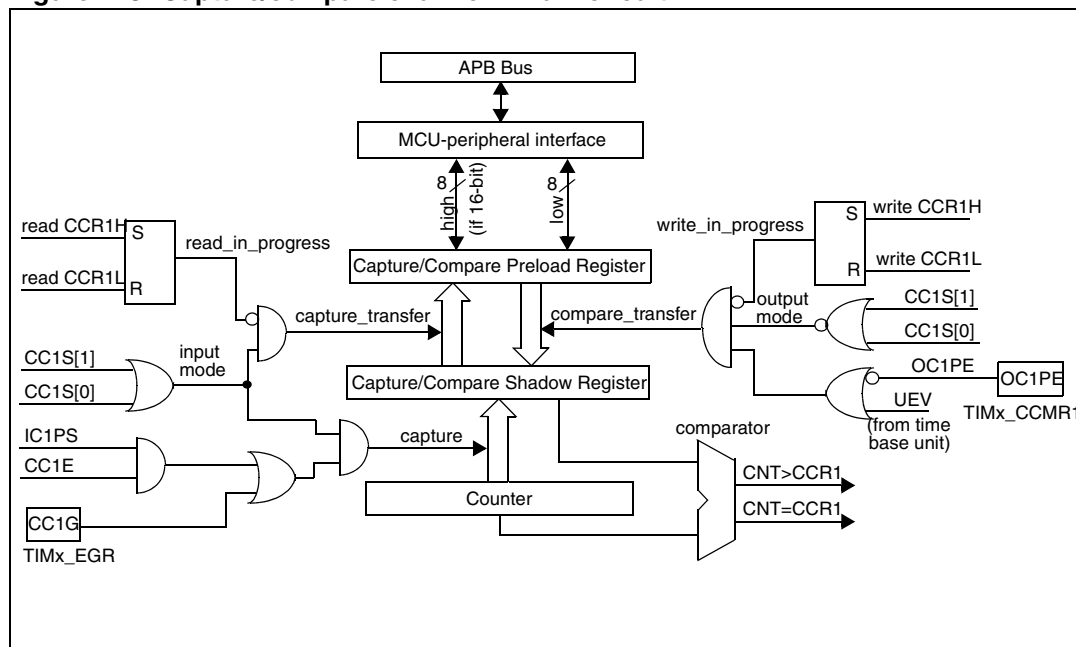 APB Bus
MCU-peripheral interface
8
high
(if 16-bit)
8
low
read CCR1H
S
read_in_progress
read CCR1L
R
write_in_progress
S
write CCR1H
R
write CCR1L
Capture/Compare Preload Register
capture_transfer
compare_transfer
output
mode
CC1S[1]
CC1S[0]
CC1S[1]
CC1S[0]
input
mode
Capture/Compare Shadow Register
OC1PE
OC1PE
UEV
(from time
base unit)
TIMx_CCMR1
IC1PS
CC1E
capture
comparator
Counter
CNT>CCR1
CNT=CCR1
CC1G
TIMx_EGR